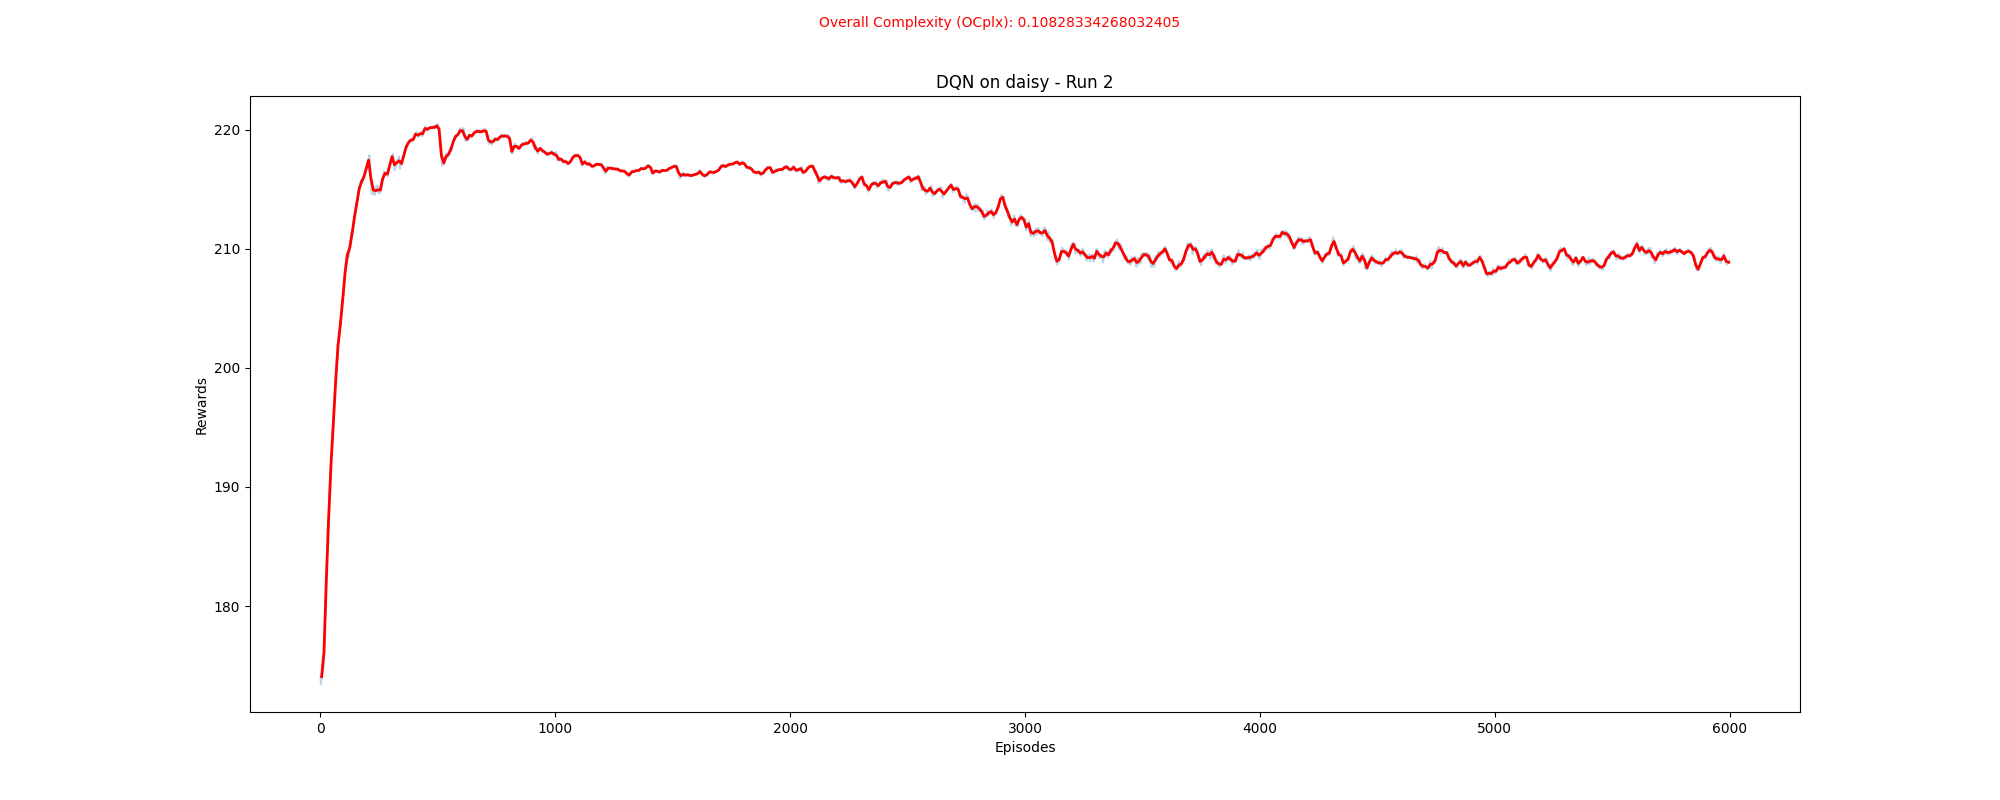 Overall Complexity (OCplx): 0.10828334268032405
DQN on daisy - Run 2
220
210
200
190
180
Rewards
0 1000 2000 3000 4000 5000 6000
Episodes